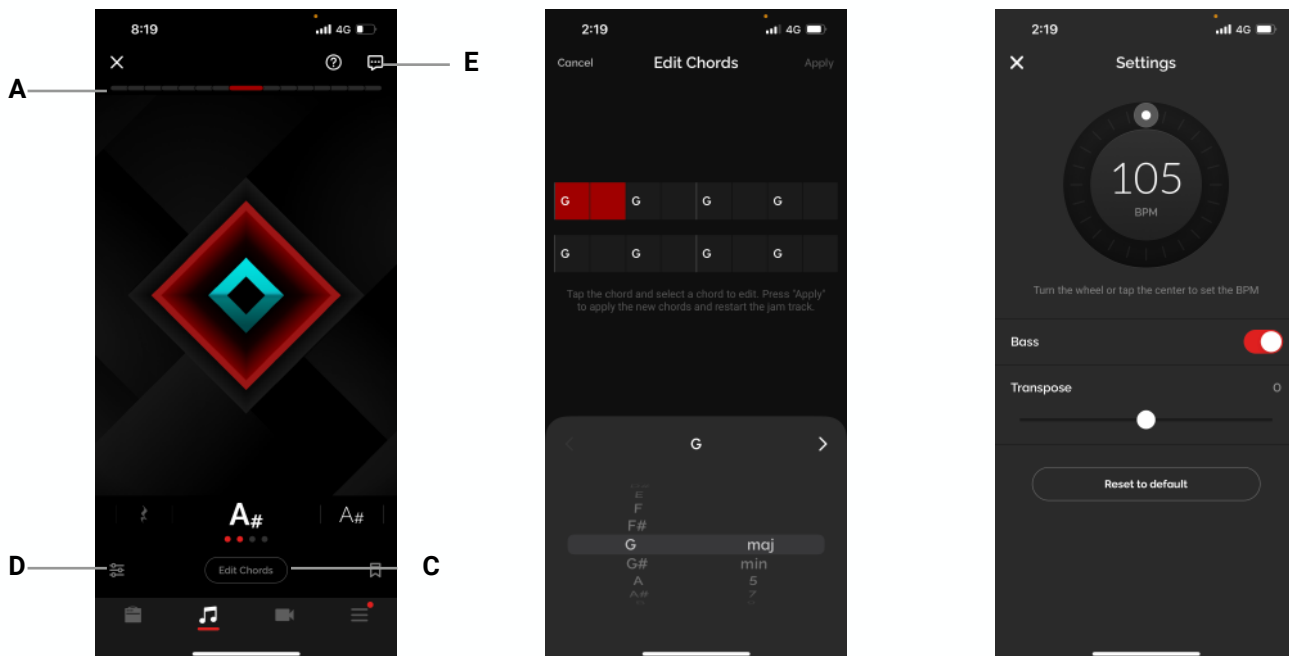 8:19
4G
E
A
A#
A#
Edit Chords
D
C
2:19
4G
Cancel
Edit Chords
Apply
G G G G
G G G G
Tap the chord and select a chord to edit. Press "Apply"
to apply the new chords and restart the jam track.
G
E
F
F#
G maj
G# min
A 5
A# 7
2:19
4G
Settings
105
BPM
Turn the wheel or tap the center to set the BPM
Bass
Transpose 0
Reset to default